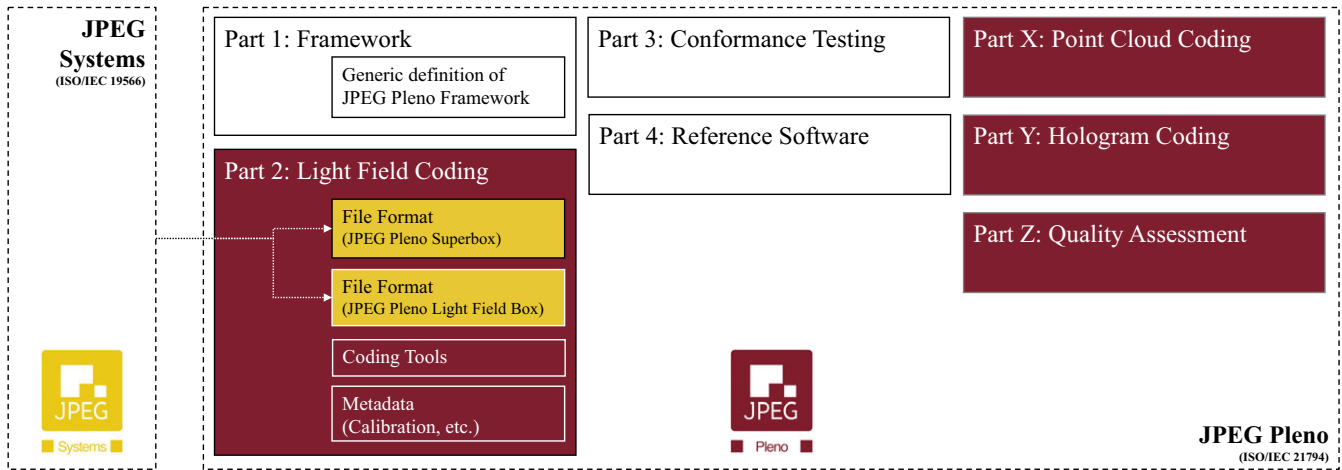 JPEG
Systems
(ISO/IEC 19566)
JPEG
Systems
Part 1: Framework
Generic definition of
JPEG Pleno Framework
Part 2: Light Field Coding
File Format
(JPEG Pleno Superbox)
File Format
(JPEG Pleno Light Field Box)
Coding Tools
Metadata
(Calibration, etc.)
Part 3: Conformance Testing
Part 4: Reference Software
JPEG
Pleno
Part X: Point Cloud Coding
Part Y: Hologram Coding
Part Z: Quality Assessment
JPEG Pleno
(ISO/IEC 21794)